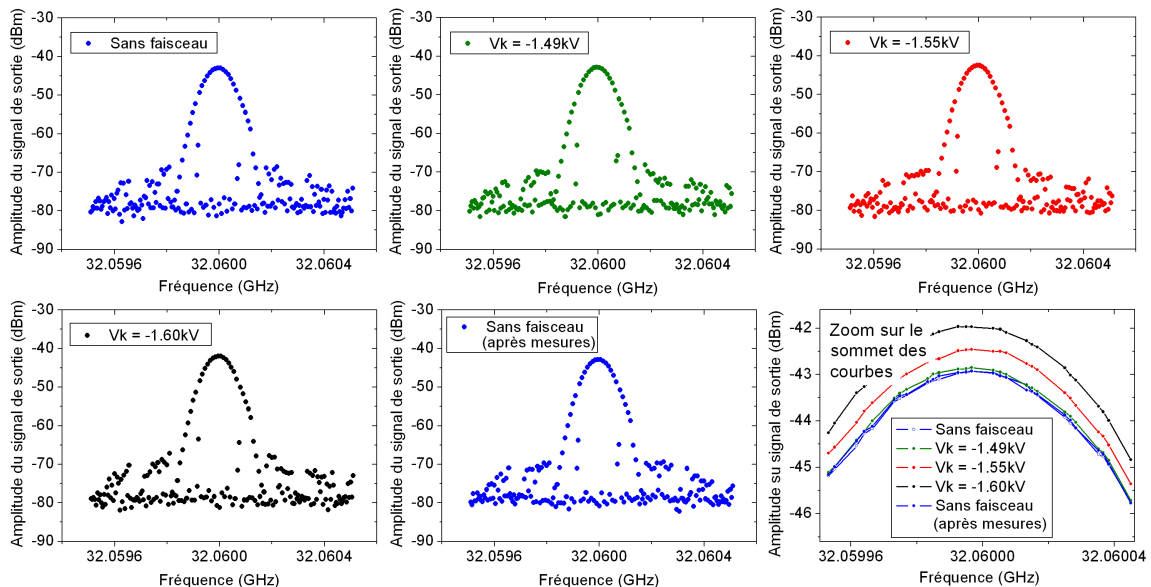 -30
-40
-50
-60
-70
-80
-90
Amplitude du signal de sortie (dBm)
Sans faisceau
32.0596
32.0600
32.0604
Fréquence (GHz)
-30
-40
-50
-60
-70
-80
-90
Amplitude du signal de sortie (dBm)
Vk = -1.49kV
32.0596
32.0600
32.0604
Fréquence (GHz)
-30
-40
-50
-60
-70
-80
-90
Amplitude du signal de sortie (dBm)
Vk = -1.55kV
32.0596
32.0600
32.0604
Fréquence (GHz)
-30
-40
-50
-60
-70
-80
-90
Amplitude du signal de sortie (dBm)
Vk = -1.60kV
32.0596
32.0600
32.0604
Fréquence (GHz)
-30
-40
-50
-60
-70
-80
-90
Amplitude du signal de sortie (dBm)
Sans faisceau
(après mesures)
32.0596
32.0600
32.0604
Fréquence (GHz)
-42
-43
-44
-45
-46
Amplitude su signal de sortie (dBm)
Zoom sur le
sommet des
courbes
Sans faisceau
Vk = -1.49kV
Vk = -1.55kV
Vk = -1.60kV
Sans faisceau
(après mesures)
32.05996
32.06000
32.06004
Fréquence (GHz)